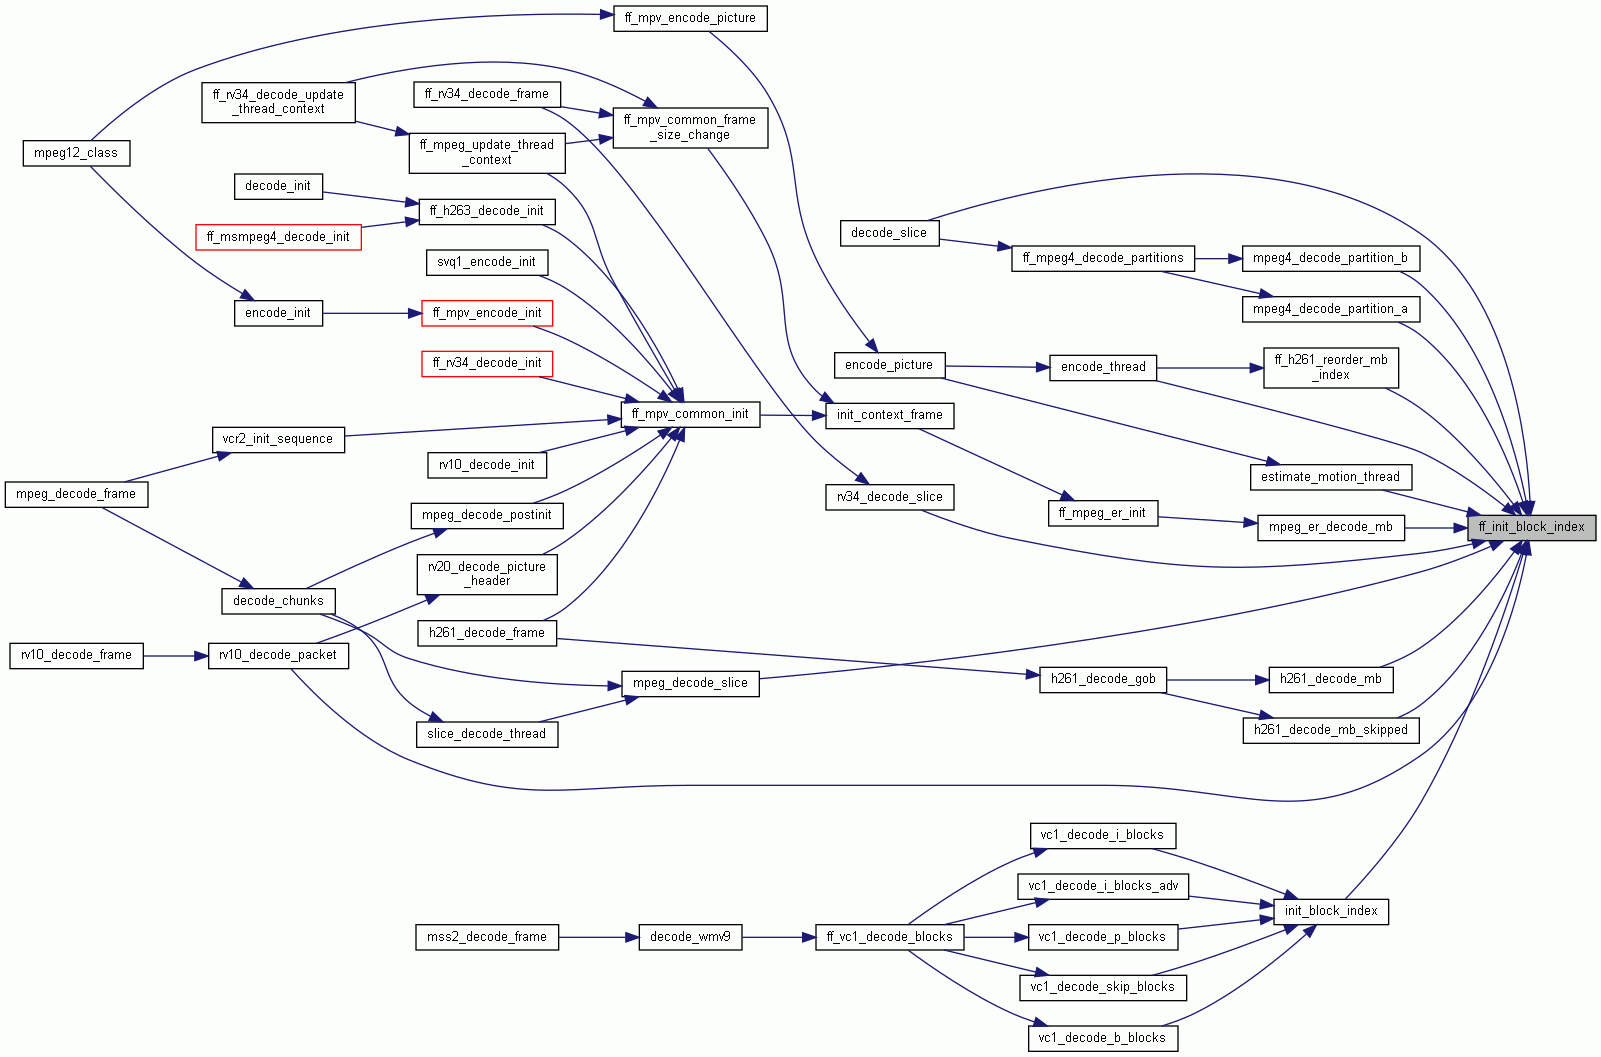 ff_mpv_encode_picture
ff_rv34_decode_update
_thread_context
ff_rv34_decode_frame
ff_mpv_common_frame
_size_change
mpeg12_class
ff_mpeg_update_thread
_context
decode_init
ff_h263_decode_init
ff_msmpeg4_decode_init
svq1_encode_init
encode_init
ff_mpv_encode_init
ff_rv34_decode_init
ff_mpv_common_init
vcr2_init_sequence
rv10_decode_init
mpeg_decode_frame
mpeg_decode_postinit
rv20_decode_picture
_header
decode_chunks
h261_decode_frame
rv10_decode_frame
rv10_decode_packet
mpeg_decode_slice
slice_decode_thread
decode_slice
ff_mpeg4_decode_partitions
mpeg4_decode_partition_b
mpeg4_decode_partition_a
encode_picture
encode_thread
ff_h261_reorder_mb
_index
init_context_frame
estimate_motion_thread
rv34_decode_slice
ff_mpeg_er_init
mpeg_er_decode_mb
ff_init_block_index
h261_decode_gob
h261_decode_mb
h261_decode_mb_skipped
vc1_decode_i_blocks
vc1_decode_i_blocks_adv
init_block_index
mss2_decode_frame
decode_wmv9
ff_vc1_decode_blocks
vc1_decode_p_blocks
vc1_decode_skip_blocks
vc1_decode_b_blocks